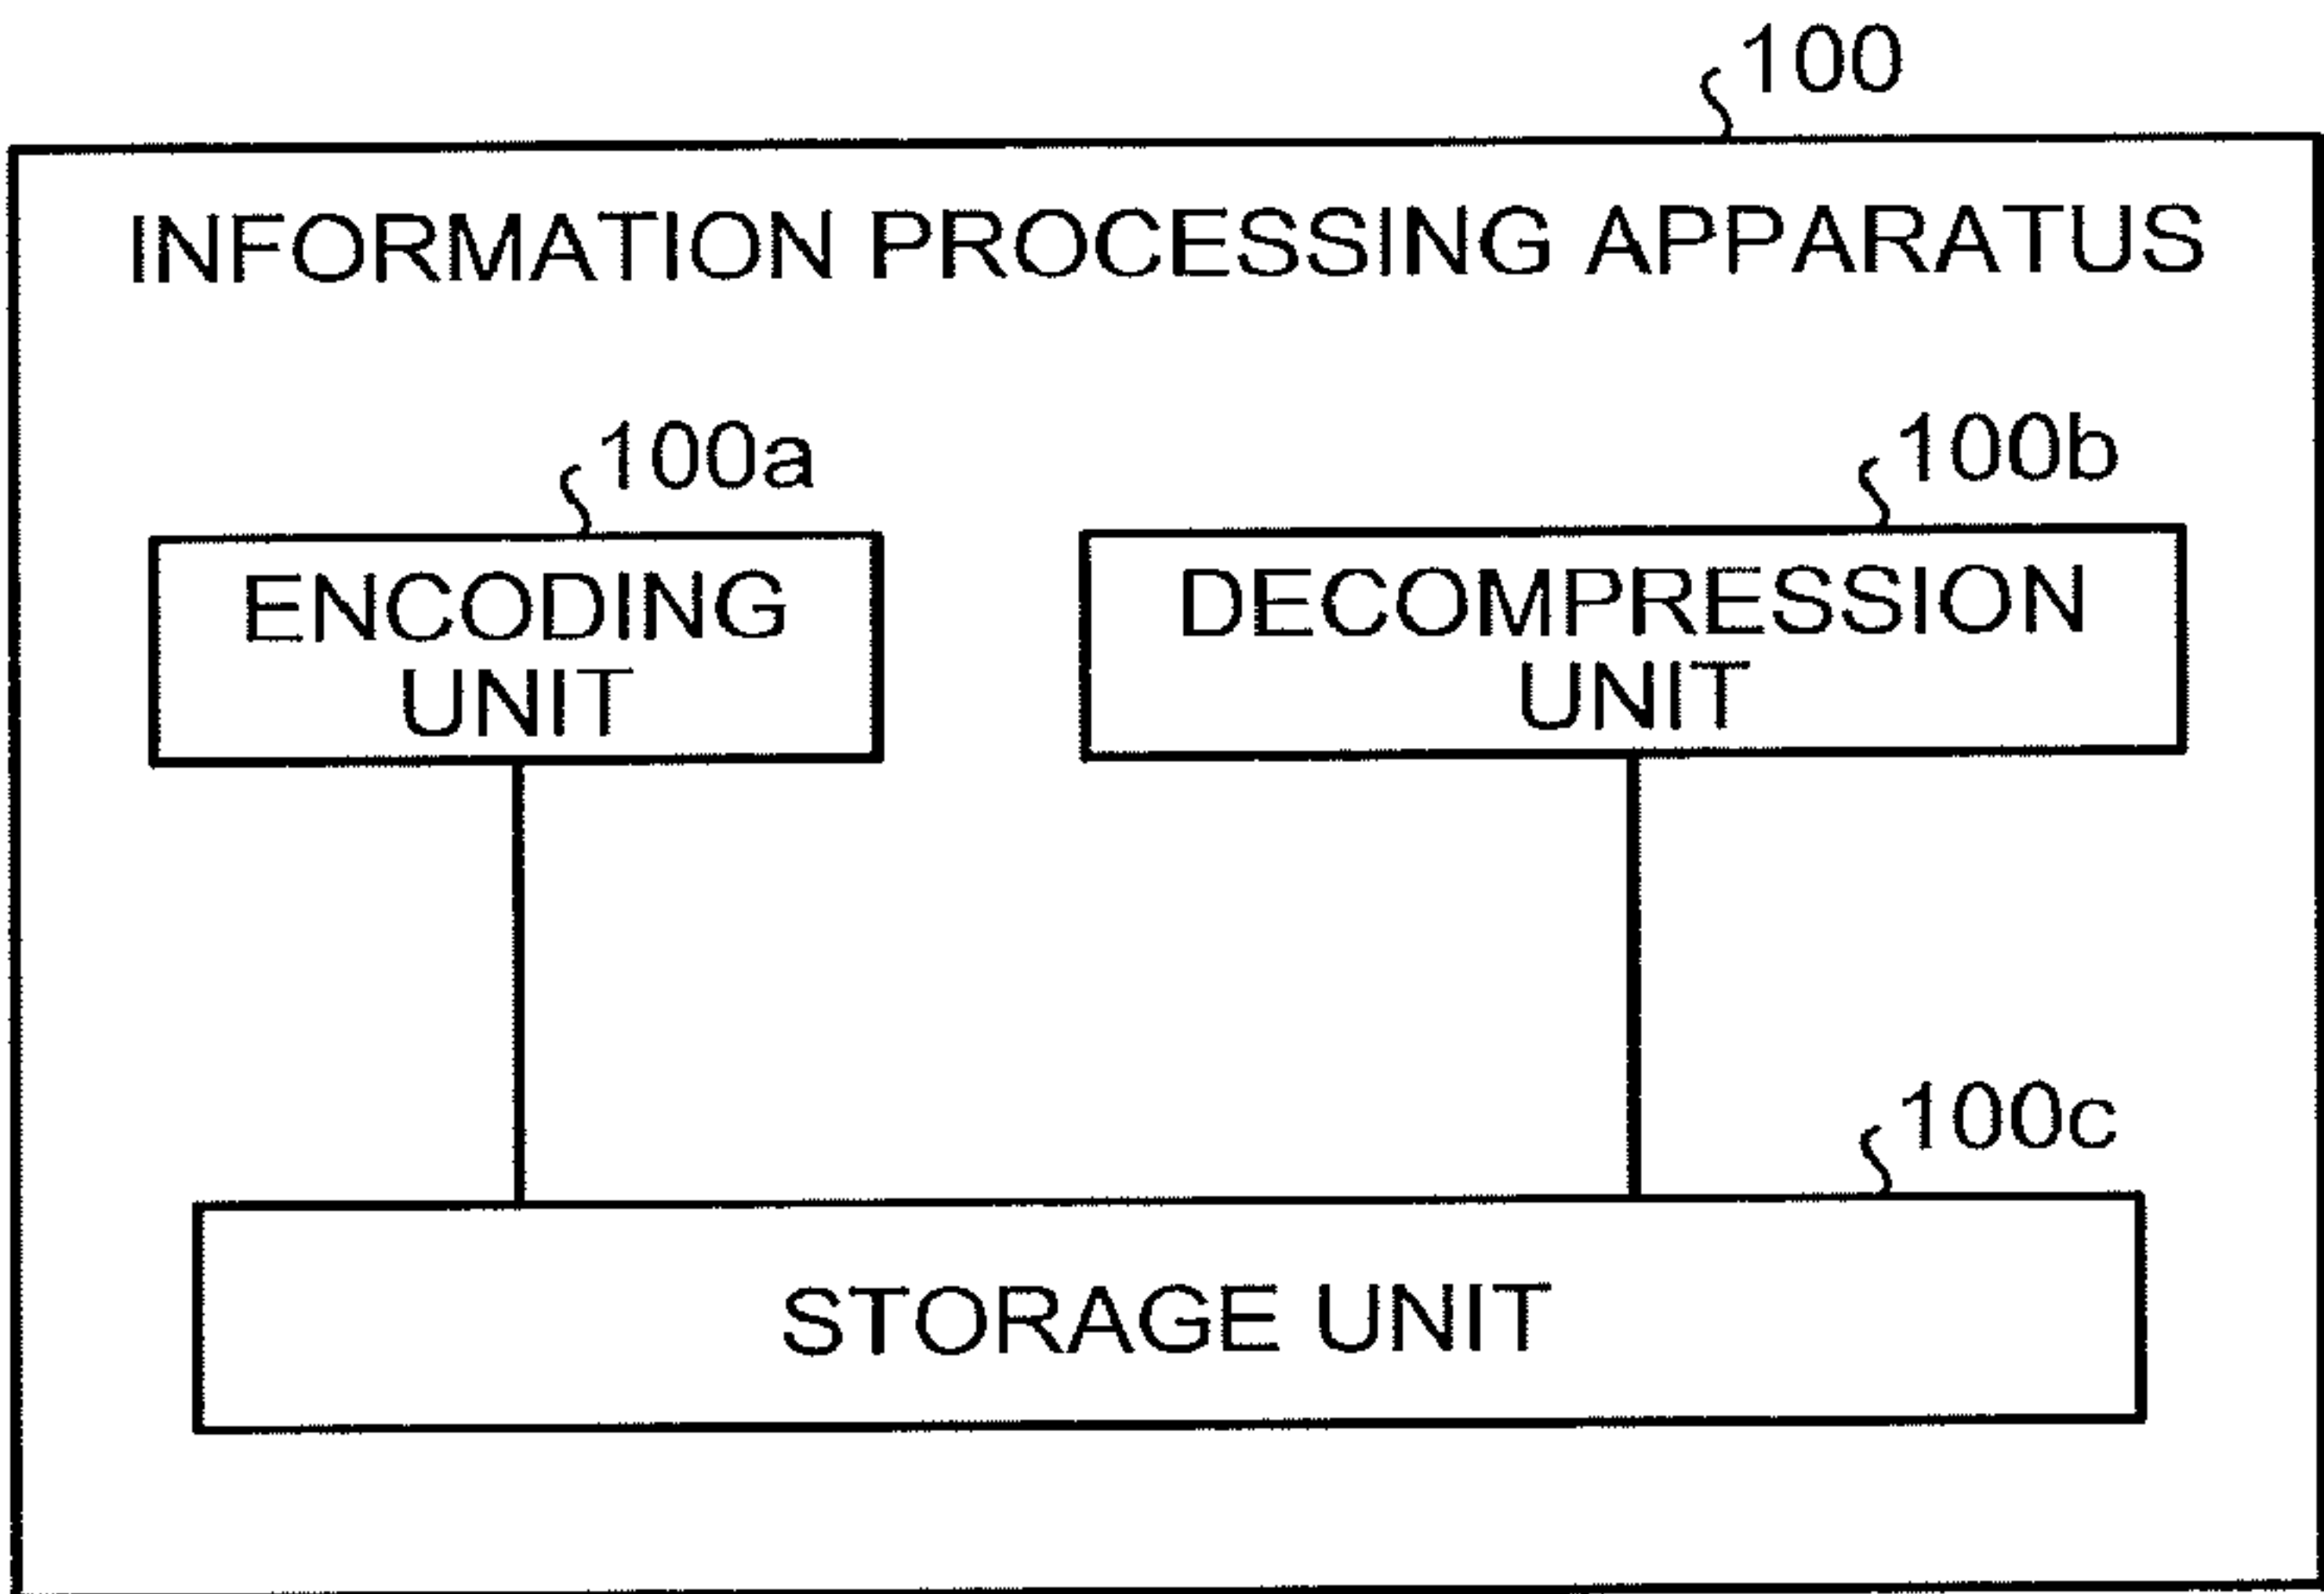 100
INFORMATION PROCESSING APPARATUS
100a
100b
ENCODING
UNIT
DECOMPRESSION
UNIT
100c
STORAGE UNIT